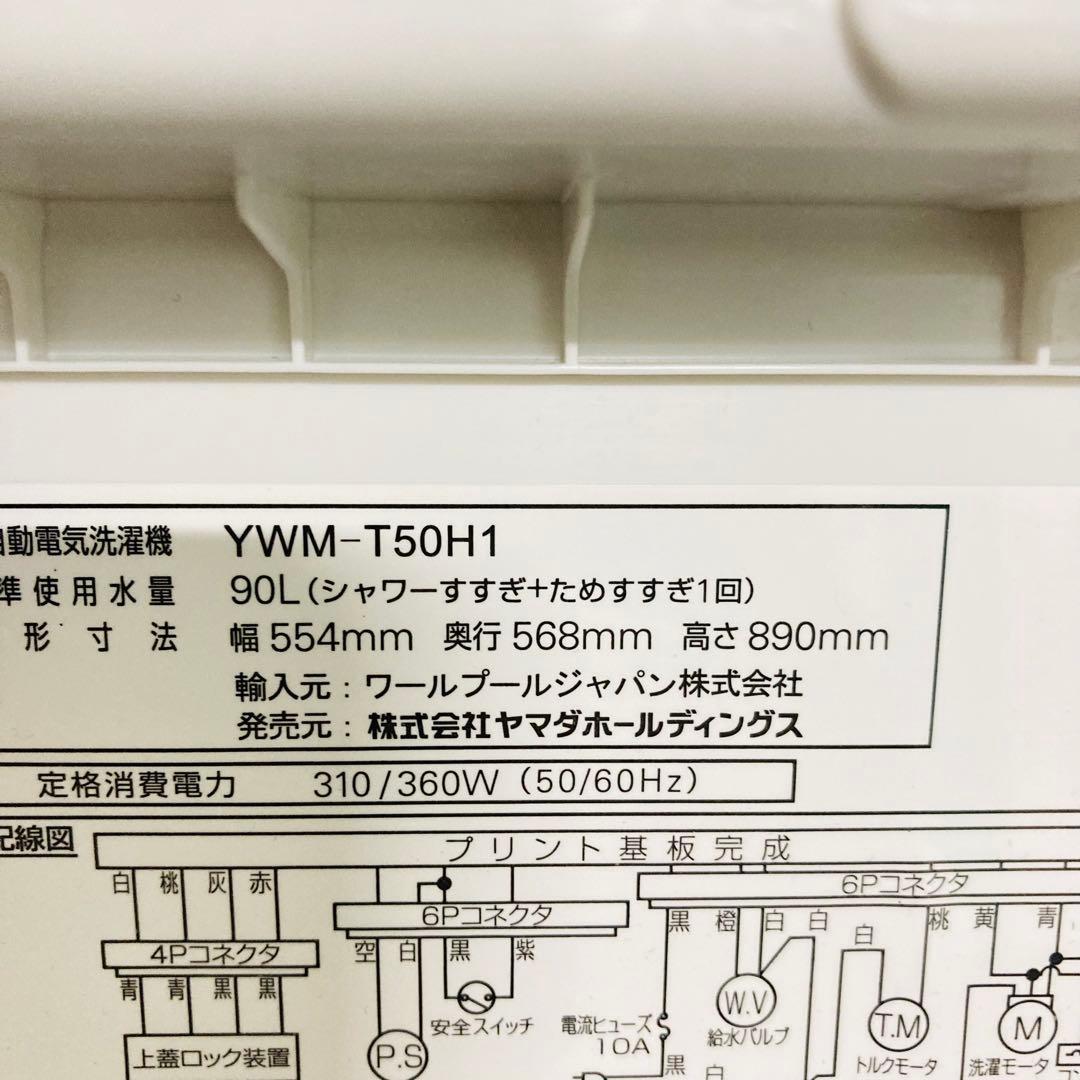 自動電気洗濯機 YWM-T50H1
準使用水量 90L(シャワーすすぎ+ためすすぎ1回)
形寸法 幅554mm 奥行568mm 高さ890mm
輸入元：ワールプールジャパン株式会社
発売元：株式会社ヤマダホールディングス
定格消費電力 310/360W (50/60Hz)
配線図
プリント基板完成
白 桃 灰 赤
6Pコネクタ
6Pコネクタ
4Pコネクタ
空 白 黒 紫
黒 橙 白 白 白 桃 黄 青
青 青 黒 黒
安全スイッチ
電流ヒューズ
10A
W.V
給水バルブ
T.M
トルクモータ
M
洗濯モータ
上蓋ロック装置
P.S
黒
白